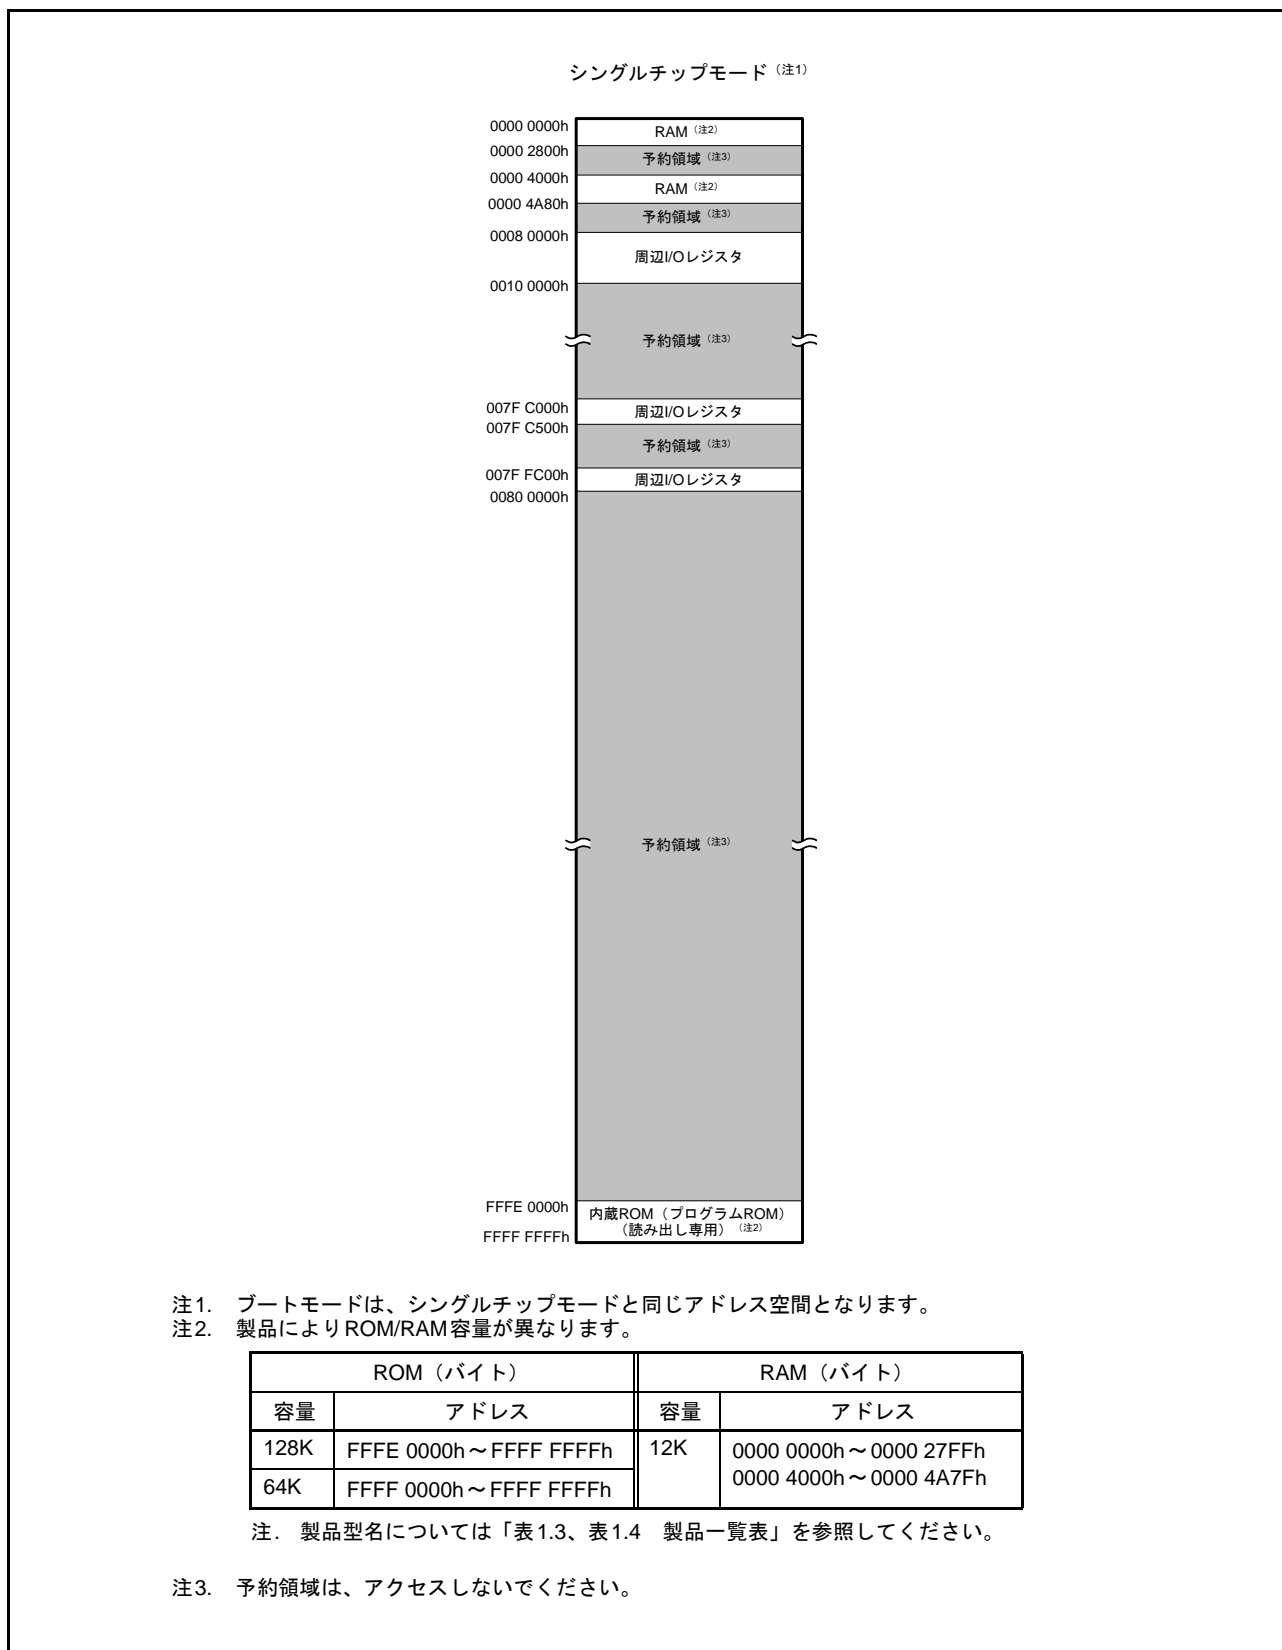 シングルチップモード（注1）
0000 0000h
RAM（注2）
0000 2800h
予約領域（注3）
0000 4000h
RAM（注2）
0000 4A80h
予約領域（注3）
0008 0000h
周辺I/Oレジスタ
0010 0000h
予約領域（注3）
007F C000h
周辺I/Oレジスタ
007F C500h
予約領域（注3）
007F FC00h
周辺I/Oレジスタ
0080 0000h
予約領域（注3）
FFFE 0000h
内蔵ROM（プログラムROM）
（読み出し専用）（注2）
FFFF FFFFh
注1. ブートモードは、シングルチップモードと同じアドレス空間となります。
注2. 製品によりROM/RAM容量が異なります。
ROM（バイト） RAM（バイト）
容量 アドレス 容量 アドレス
128K FFFE 0000h～FFFF FFFFh 12K 0000 0000h～0000 27FFh
0000 4000h～0000 4A7Fh
64K FFFF 0000h～FFFF FFFFh
注. 製品型名については「表1.3、表1.4 製品一覧表」を参照してください。
注3. 予約領域は、アクセスしないでください。